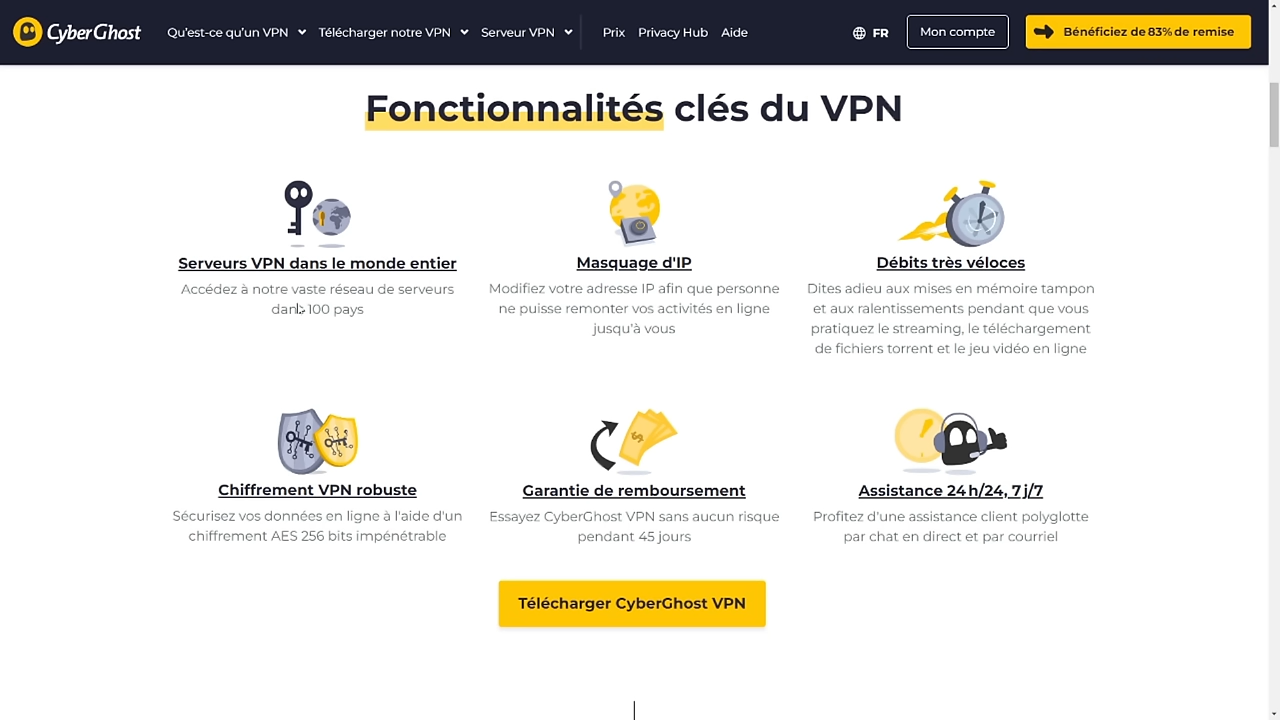 CyberGhost
Qu'est-ce qu'un VPN
Télécharger notre VPN
Serveur VPN
Prix
Privacy Hub
Aide
FR
Mon compte
Bénéficiez de 83% de remise
Fonctionnalités clés du VPN
Serveurs VPN dans le monde entier
Accédez à notre vaste réseau de serveurs
dans 100 pays
Masquage d'IP
Modifiez votre adresse IP afin que personne
ne puisse remonter vos activités en ligne
jusqu'à vous
Débits très véloces
Dites adieu aux mises en mémoire tampon
et aux ralentissements pendant que vous
pratiquez le streaming, le téléchargement
de fichiers torrent et le jeu vidéo en ligne
Chiffrement VPN robuste
Sécurisez vos données en ligne à l'aide d'un
chiffrement AES 256 bits impénétrable
Garantie de remboursement
Essayez CyberGhost VPN sans aucun risque
pendant 45 jours
Assistance 24 h/24, 7 j/7
Profitez d'une assistance client polyglotte
par chat en direct et par courriel
Télécharger CyberGhost VPN